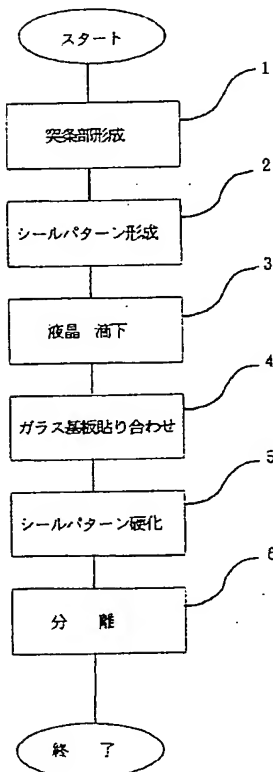 スタート
1
突条部形成
2
シールパターン形成
3
液晶 滴下
4
ガラス基板貼り合わせ
5
シールパターン硬化
6
分 離
終 了